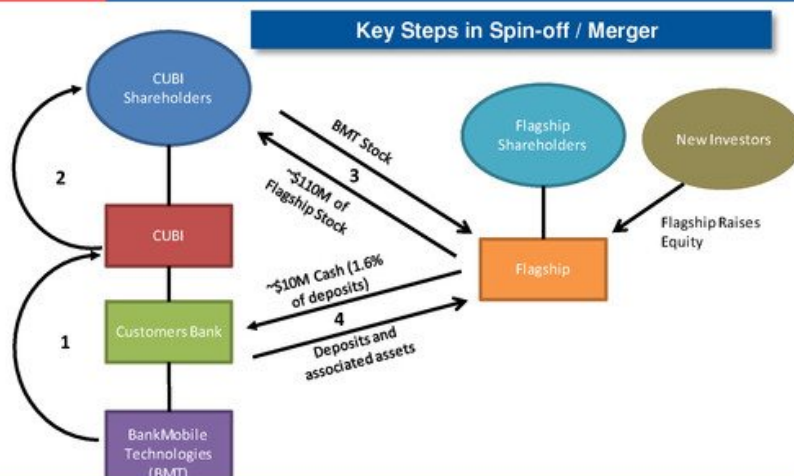 Key Steps in Spin-off / Merger
CUBI
Shareholders
2
CUBI
1
Customers Bank
BankMobile
Technologies
(BMT)
BMT Stock
3
~$110M of
Flagship Stock
~$10M Cash (1.6%
of deposits)
4
Deposits and
associated assets
Flagship
Shareholders
New Investors
Flagship Raises
Equity
Flagship